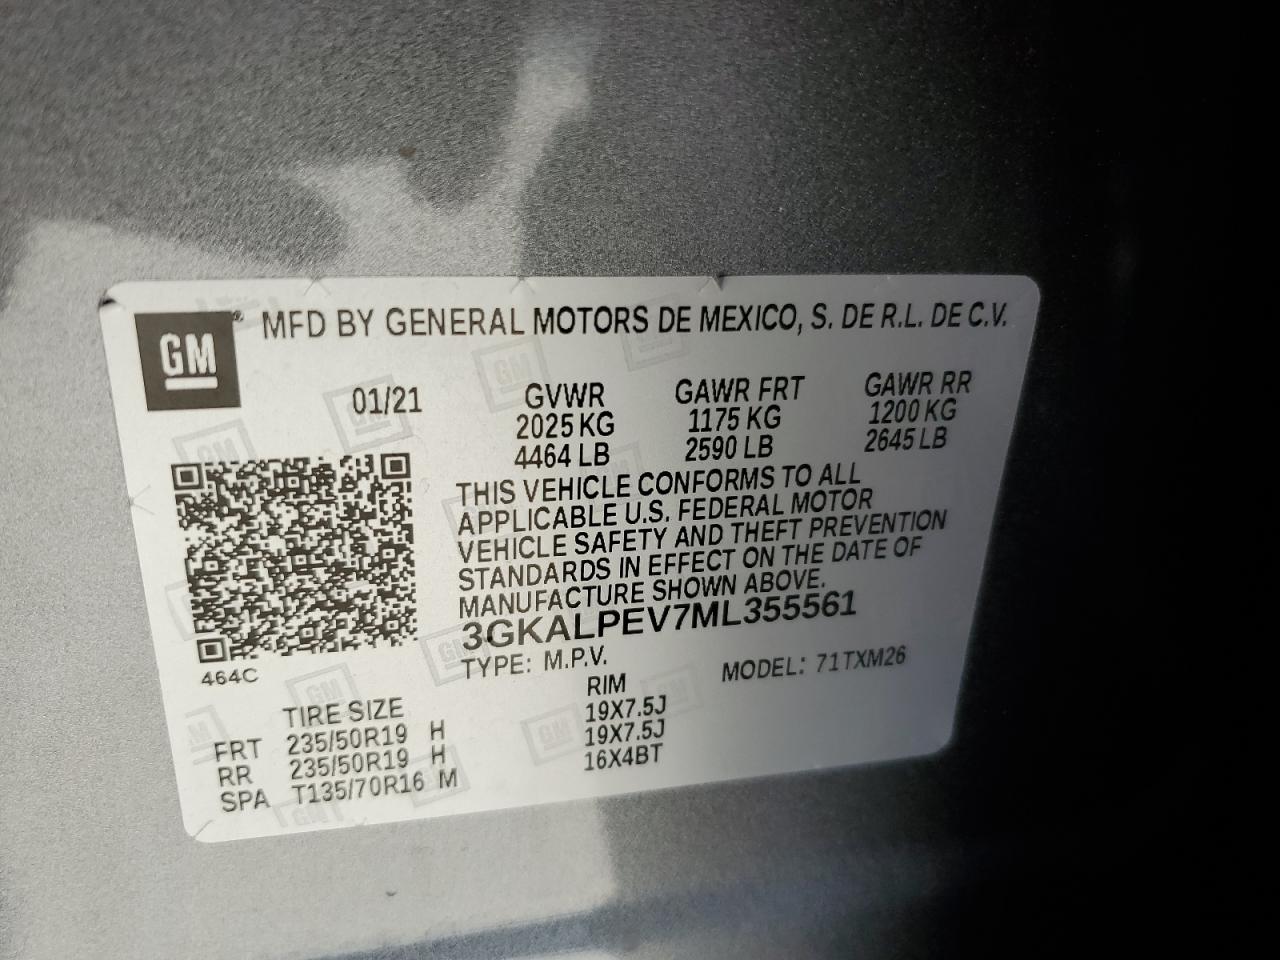 GM® MFD BY GENERAL MOTORS DE MEXICO, S. DE R.L. DE C.V.
01/21 GVWR GAWR FRT GAWR RR
2025 KG 1175 KG 1200 KG
4464 LB 2590 LB 2645 LB
THIS VEHICLE CONFORMS TO ALL
APPLICABLE U.S. FEDERAL MOTOR
VEHICLE SAFETY AND THEFT PREVENTION
STANDARDS IN EFFECT ON THE DATE OF
MANUFACTURE SHOWN ABOVE.
3GKALPEV7ML355561
464C TYPE: M.P.V. MODEL: 71TXM26
TIRE SIZE RIM
FRT 235/50R19 H 19X7.5J
RR 235/50R19 H 19X7.5J
SPA T135/70R16 M 16X4BT